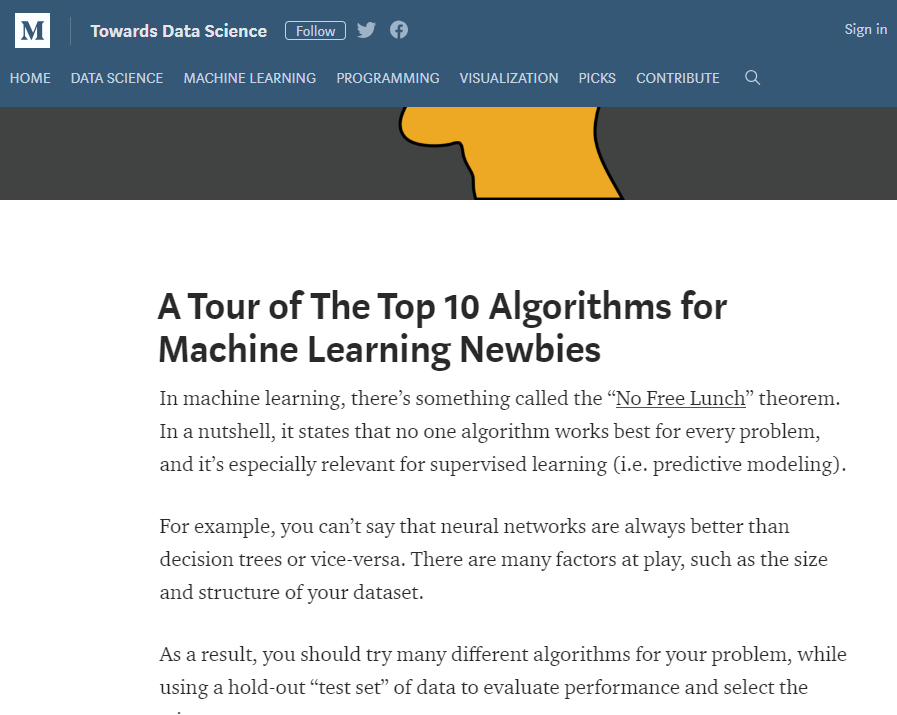 M Towards Data Science Follow Sign in
HOME DATA SCIENCE MACHINE LEARNING PROGRAMMING VISUALIZATION PICKS CONTRIBUTE
A Tour of The Top 10 Algorithms for
Machine Learning Newbies
In machine learning, there’s something called the “No Free Lunch” theorem.
In a nutshell, it states that no one algorithm works best for every problem,
and it’s especially relevant for supervised learning (i.e. predictive modeling).
For example, you can’t say that neural networks are always better than
decision trees or vice-versa. There are many factors at play, such as the size
and structure of your dataset.
As a result, you should try many different algorithms for your problem, while
using a hold-out “test set” of data to evaluate performance and select the